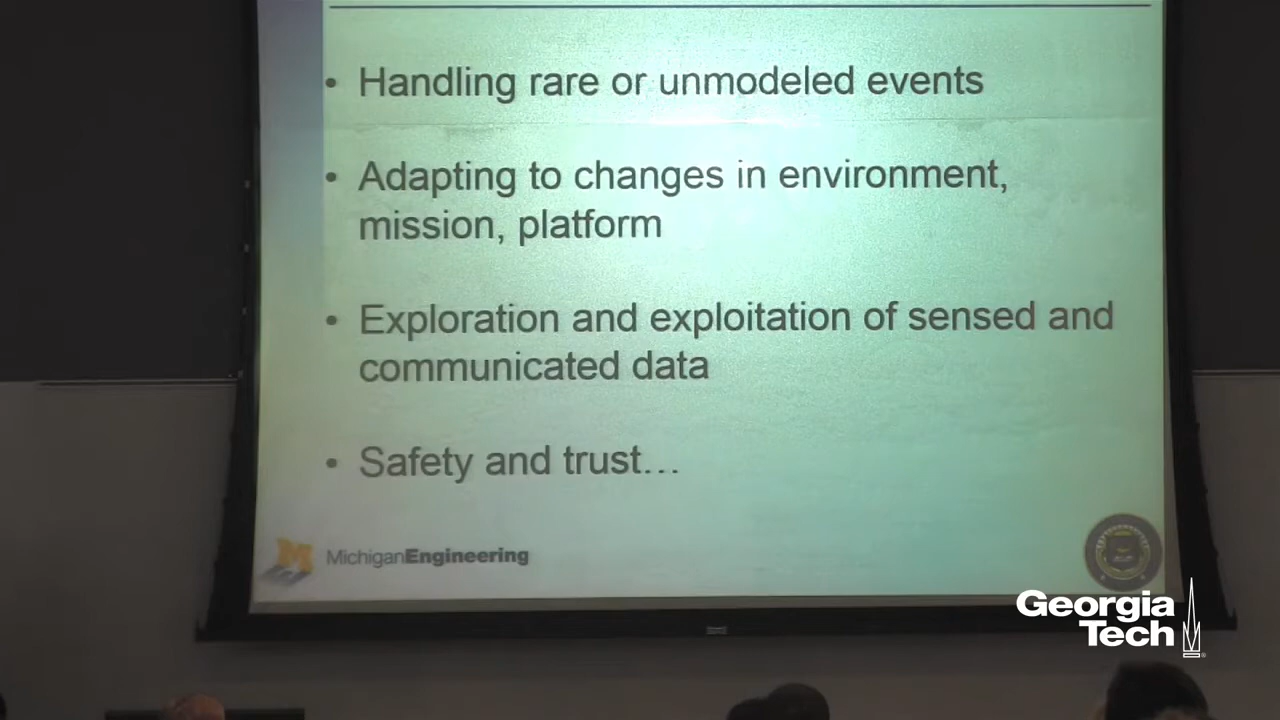 • Handling rare or unmodeled events
• Adapting to changes in environment,
mission, platform
• Exploration and exploitation of sensed and
communicated data
• Safety and trust…
M
MichiganEngineering
Georgia
Tech